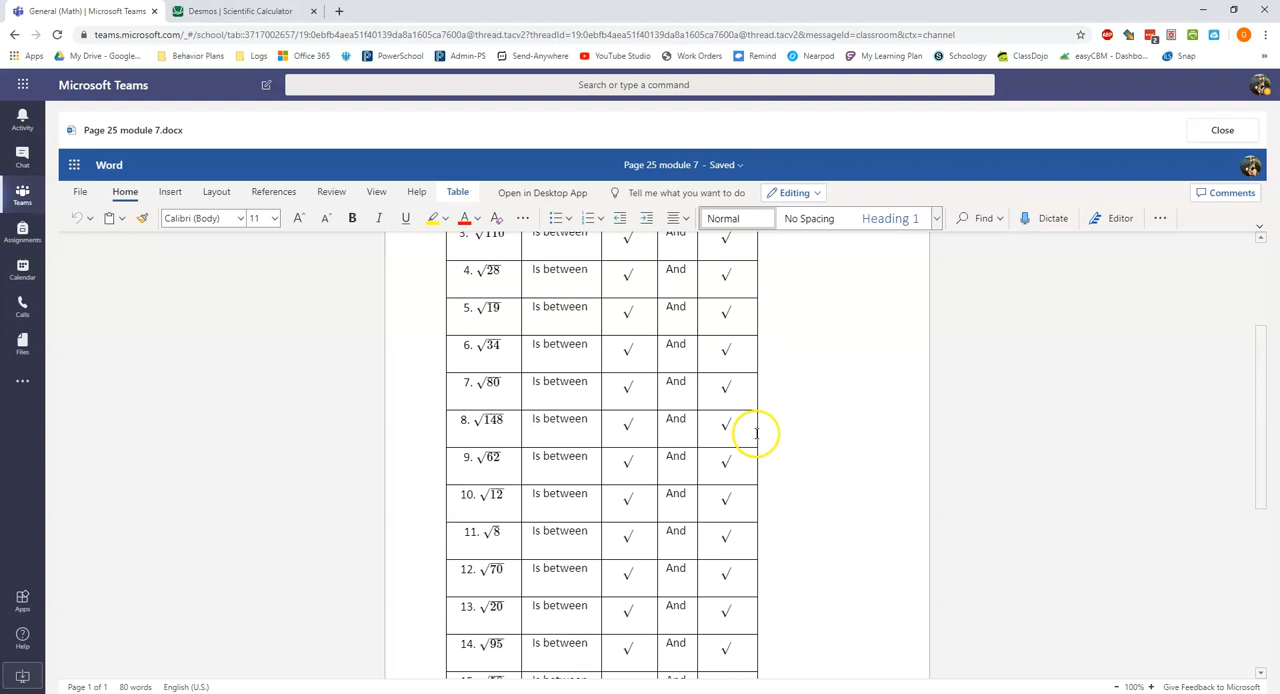 General (Math) | Microsoft Teams
Desmos | Scientific Calculator
teams.microsoft.com/_#/school/tab::3717002657/19:0ebfb4aea51f40139da8a1605ca7600a@thread.tacv2?threadId=19:0ebfb4aea51f40139da8a1605ca7600a@thread.tacv2&messageId=classroom&ctx=channel
Apps My Drive - Google... Behavior Plans Logs Office 365 PowerSchool Admin-PS Send-Anywhere YouTube Studio Work Orders Remind Nearpod My Learning Plan Schoology ClassDojo easyCBM - Dashbo... Snap
Microsoft Teams
Search or type a command
Activity
Chat
Teams
Assignments
Calendar
Calls
Files
Apps
Help
Page 25 module 7.docx
Close
Word
Page 25 module 7 - Saved
File Home Insert Layout References Review View Help Table Open in Desktop App Tell me what you want to do Editing Comments
Calibri (Body) 11 B I U A Normal No Spacing Heading 1 Find Dictate Editor
3. √110 Is between √ And √
4. √28 Is between √ And √
5. √19 Is between √ And √
6. √34 Is between √ And √
7. √80 Is between √ And √
8. √148 Is between √ And √
9. √62 Is between √ And √
10. √12 Is between √ And √
11. √8 Is between √ And √
12. √70 Is between √ And √
13. √20 Is between √ And √
14. √95 Is between √ And √
Page 1 of 1 80 words English (U.S.)
100% Give Feedback to Microsoft